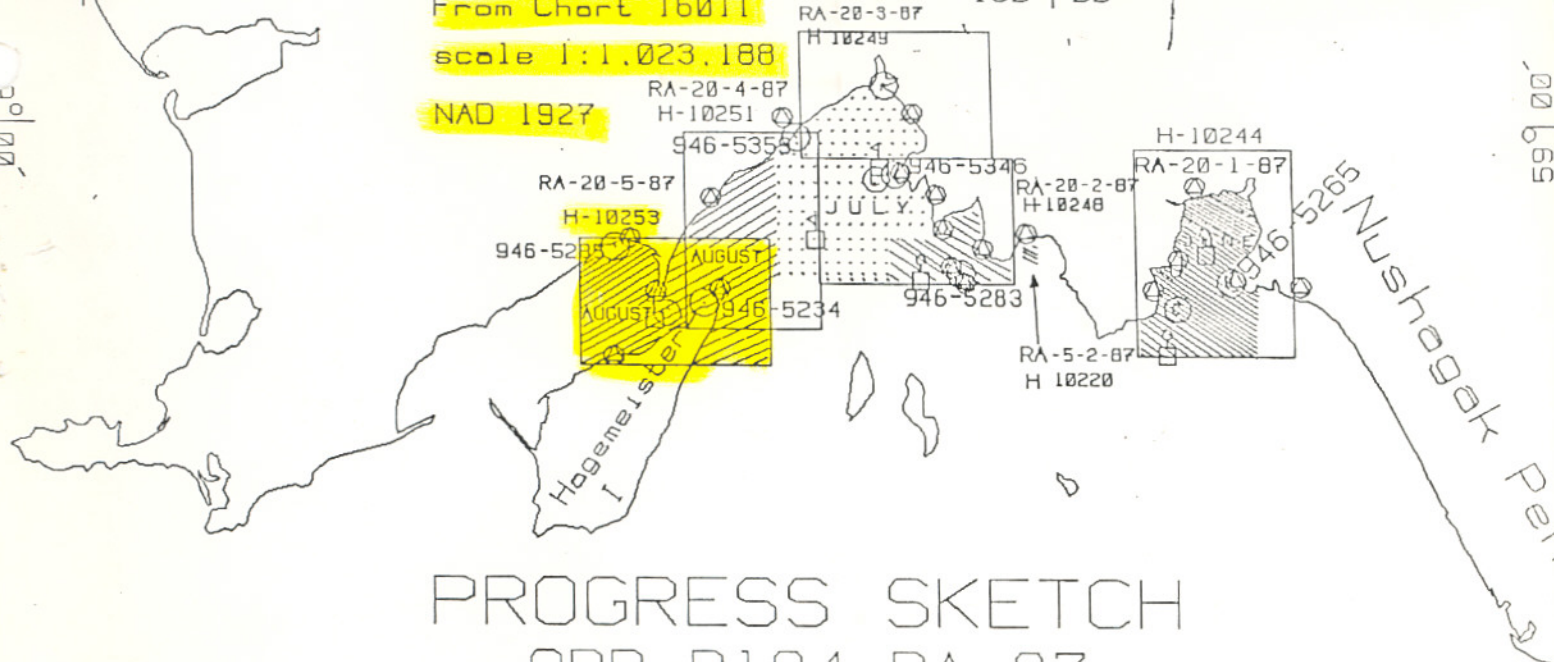 From Chart 16011
scale 1:1,023,188
NAD 1927
RA-20-3-87
H 10249
RA-20-4-87
H-10251
946-5353
RA-20-5-87
H-10253
946-5235
AUGUST
AUGUST
946-5234
JULY
946-5346
RA-20-2-87
H 10248
946-5283
RA-5-2-87
H 10220
H-10244
RA-20-1-87
JUNE
946-5265
Nushagak
Hagemeister
I
59 00'
PROGRESS SKETCH